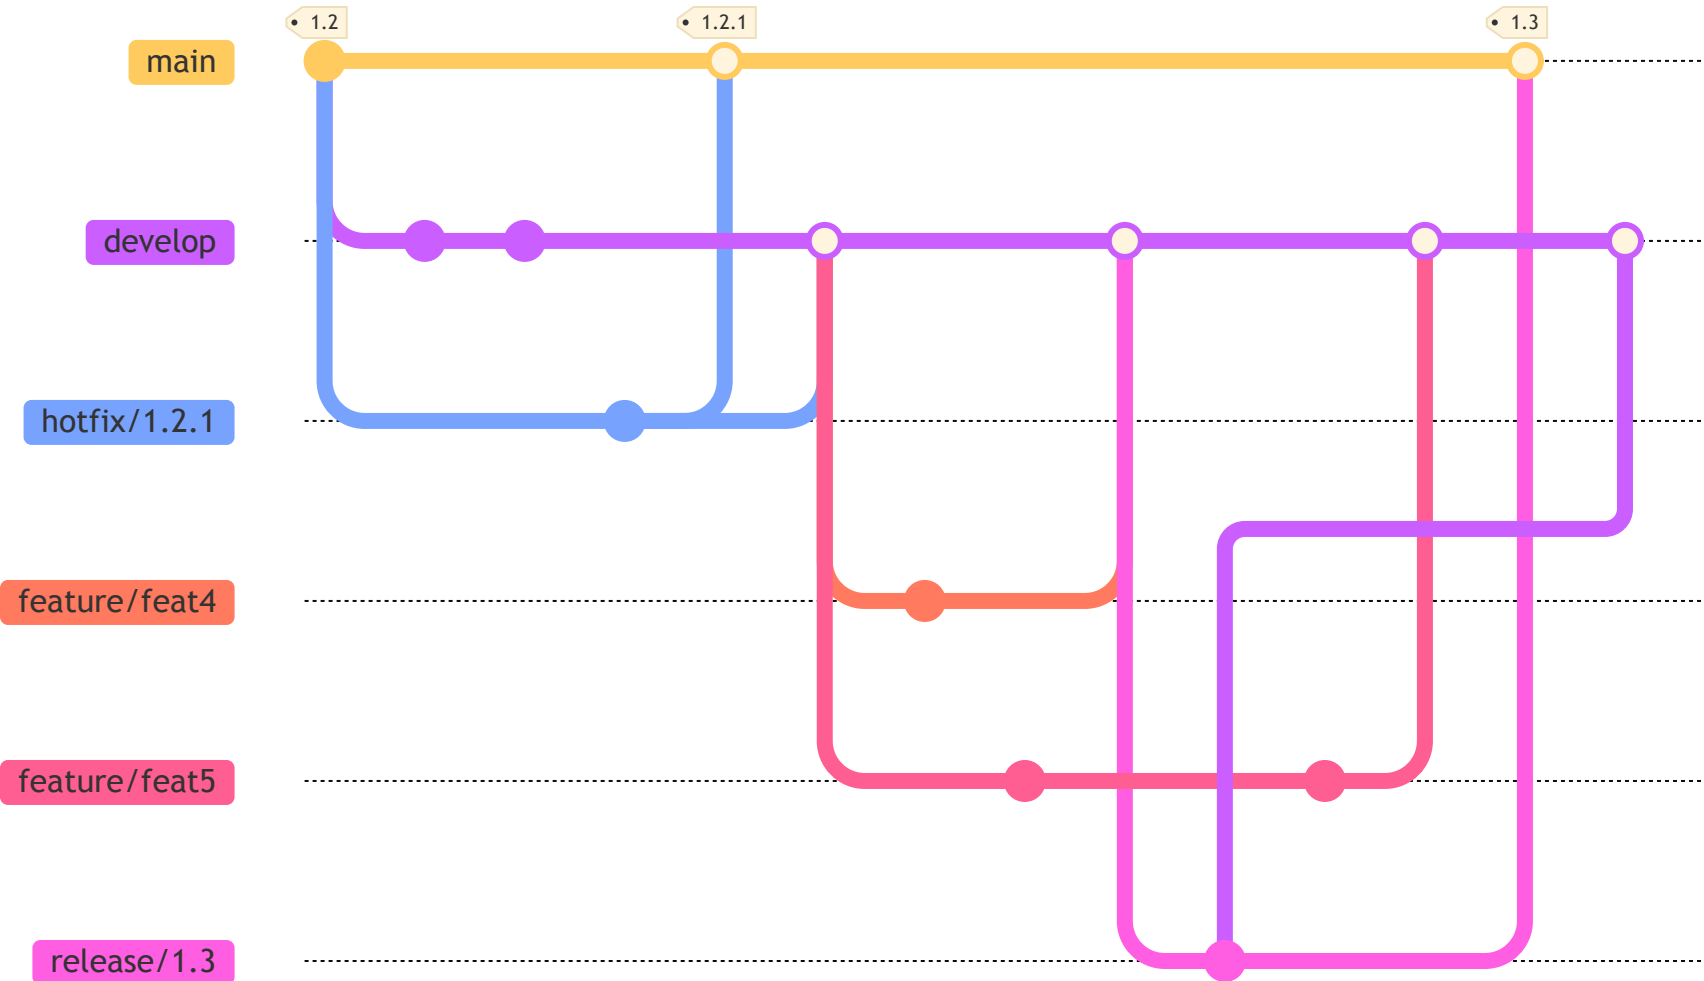 1.2
1.2.1
1.3
main
develop
hotfix/1.2.1
feature/feat4
feature/feat5
release/1.3